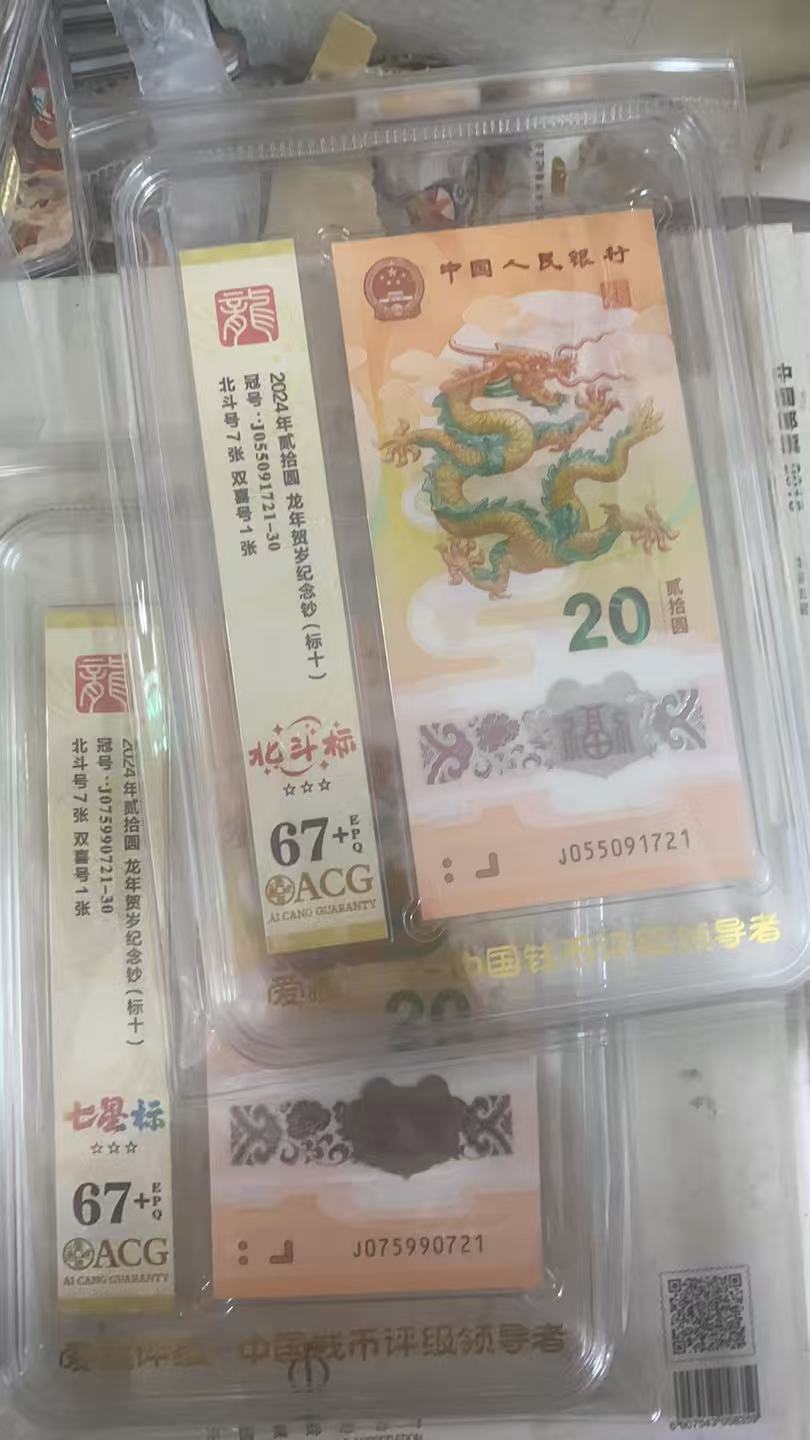 龍
2024年贰拾圆 龙年贺岁纪念钞(标十)
冠号:J055091721-30
北斗号7张 双喜号1张
北斗标
☆☆☆
67+EPQ
ACG
AI CANG GUARANTY
中国人民银行
20
贰拾圆
福
J055091721
中国钱币评级领导者
龍
2024年贰拾圆 龙年贺岁纪念钞(标十)
冠号:J075990721-30
北斗号7张 双喜号1张
七星标
☆☆☆
67+EPQ
ACG
AI CANG GUARANTY
20
J075990721
中国钱币评级领导者